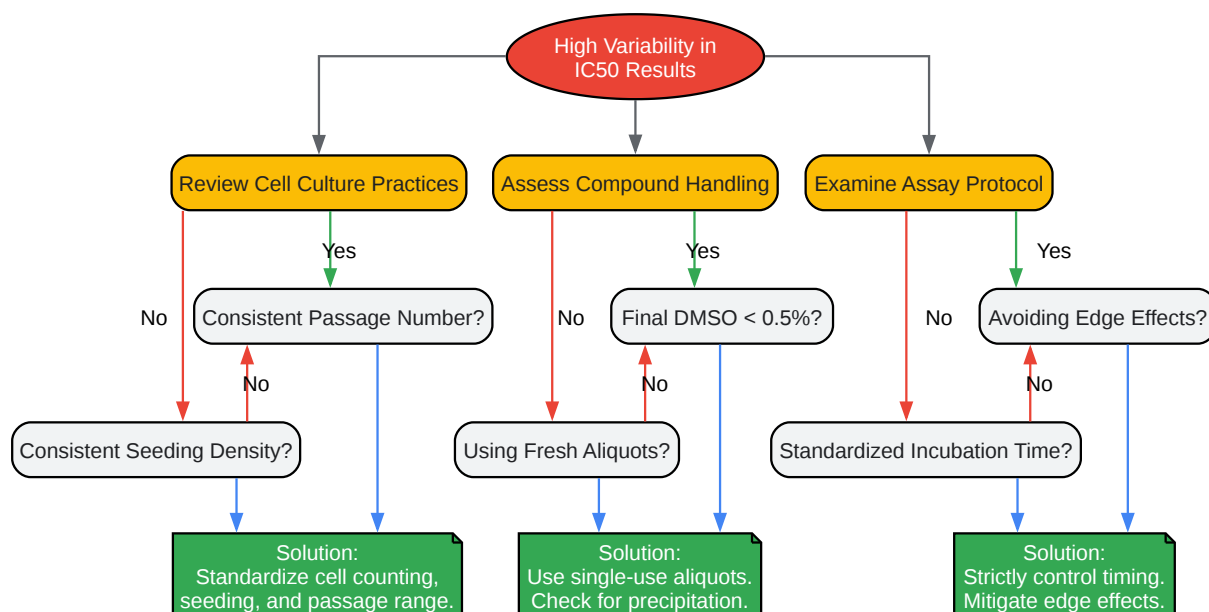 High Variability in
IC50 Results
Review Cell Culture Practices
Assess Compound Handling
Examine Assay Protocol
Yes
Yes
Yes
No
Consistent Passage Number?
No
Final DMSO < 0.5%?
No
Avoiding Edge Effects?
No
No
No
Consistent Seeding Density?
Using Fresh Aliquots?
Standardized Incubation Time?
Solution:
Standardize cell counting,
seeding, and passage range.
Solution:
Use single-use aliquots.
Check for precipitation.
Solution:
Strictly control timing.
Mitigate edge effects.